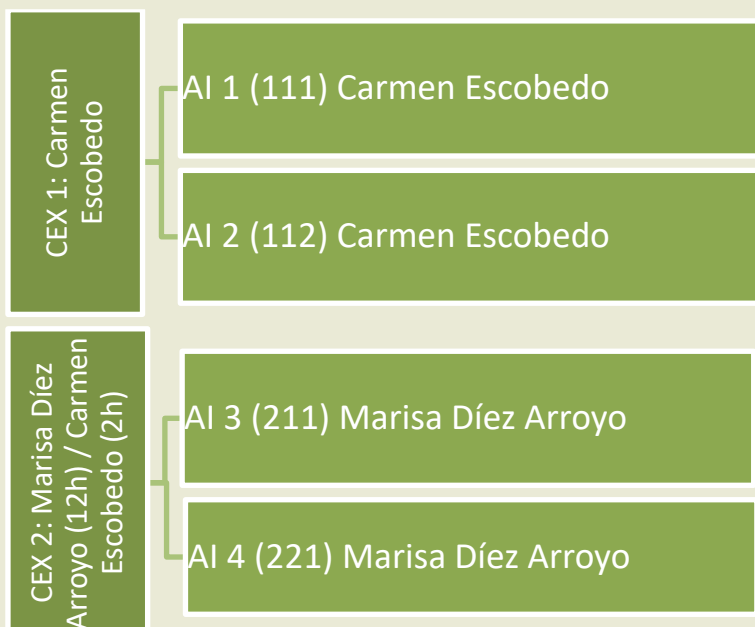 CEX 1: Carmen
Escobedo
AI 1 (111) Carmen Escobedo
AI 2 (112) Carmen Escobedo
CEX 2: Marisa Díez
Arroyo (12h) / Carmen
Escobedo (2h)
AI 3 (211) Marisa Díez Arroyo
AI 4 (221) Marisa Díez Arroyo